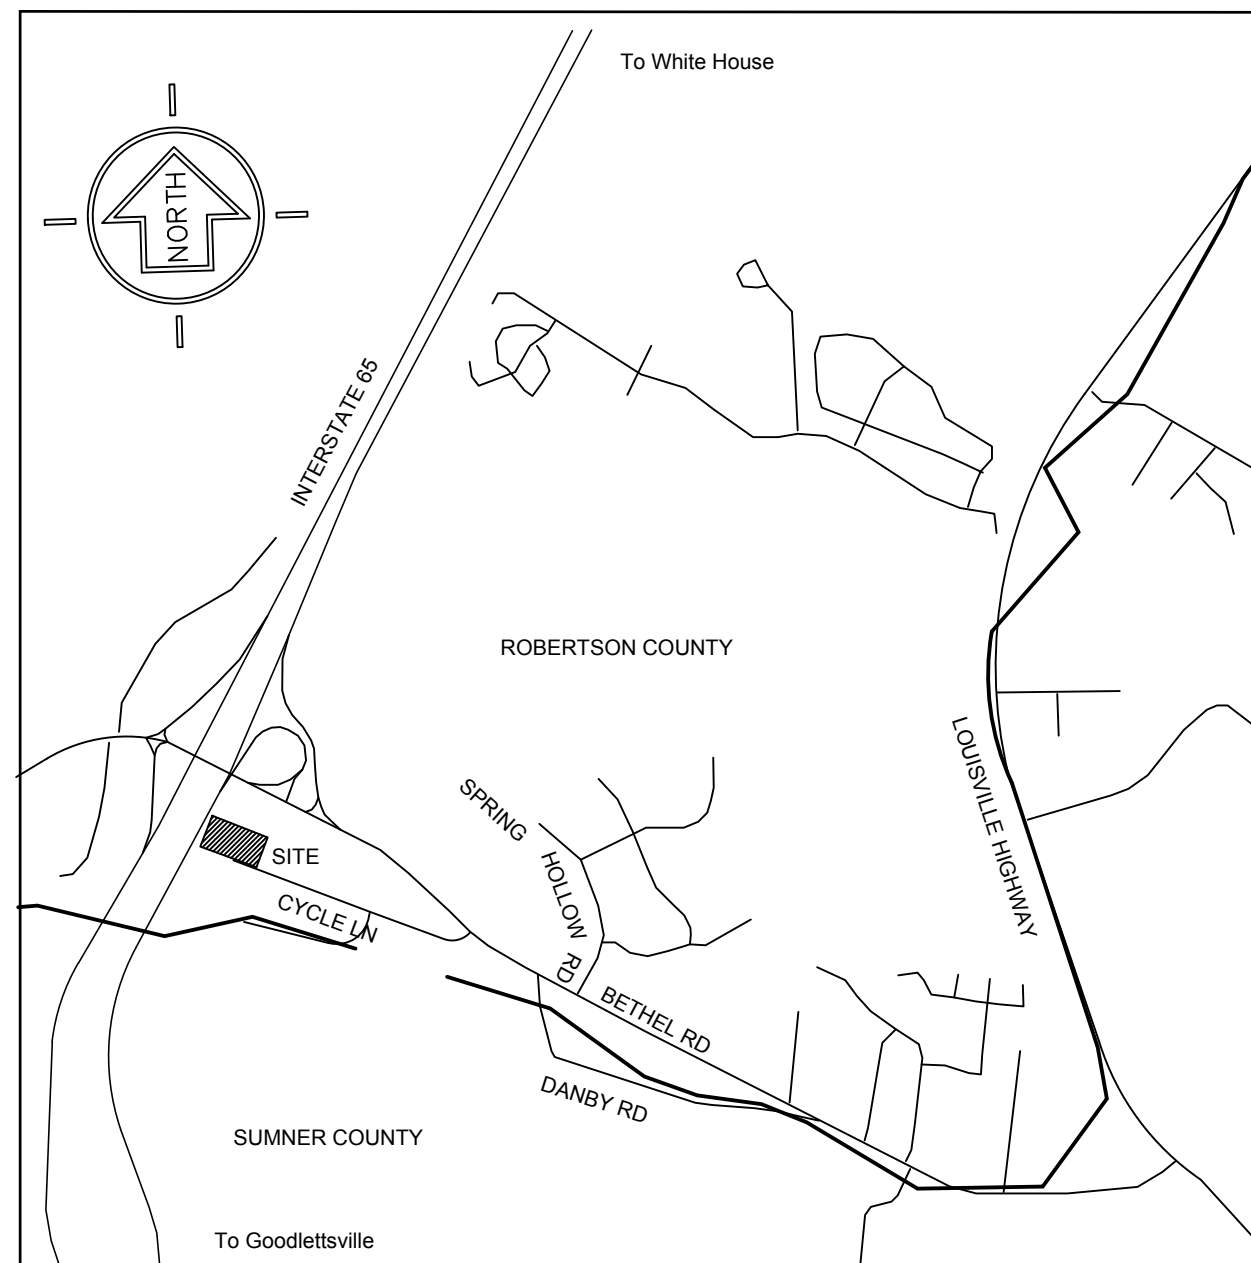 To White House
NORTH
INTERSTATE 65
ROBERTSON COUNTY
LOUISVILLE HIGHWAY
SPRING
HOLLOW
RD
SITE
CYCLE LN
BETHEL RD
DANBY RD
SUMNER COUNTY
To Goodlettsville